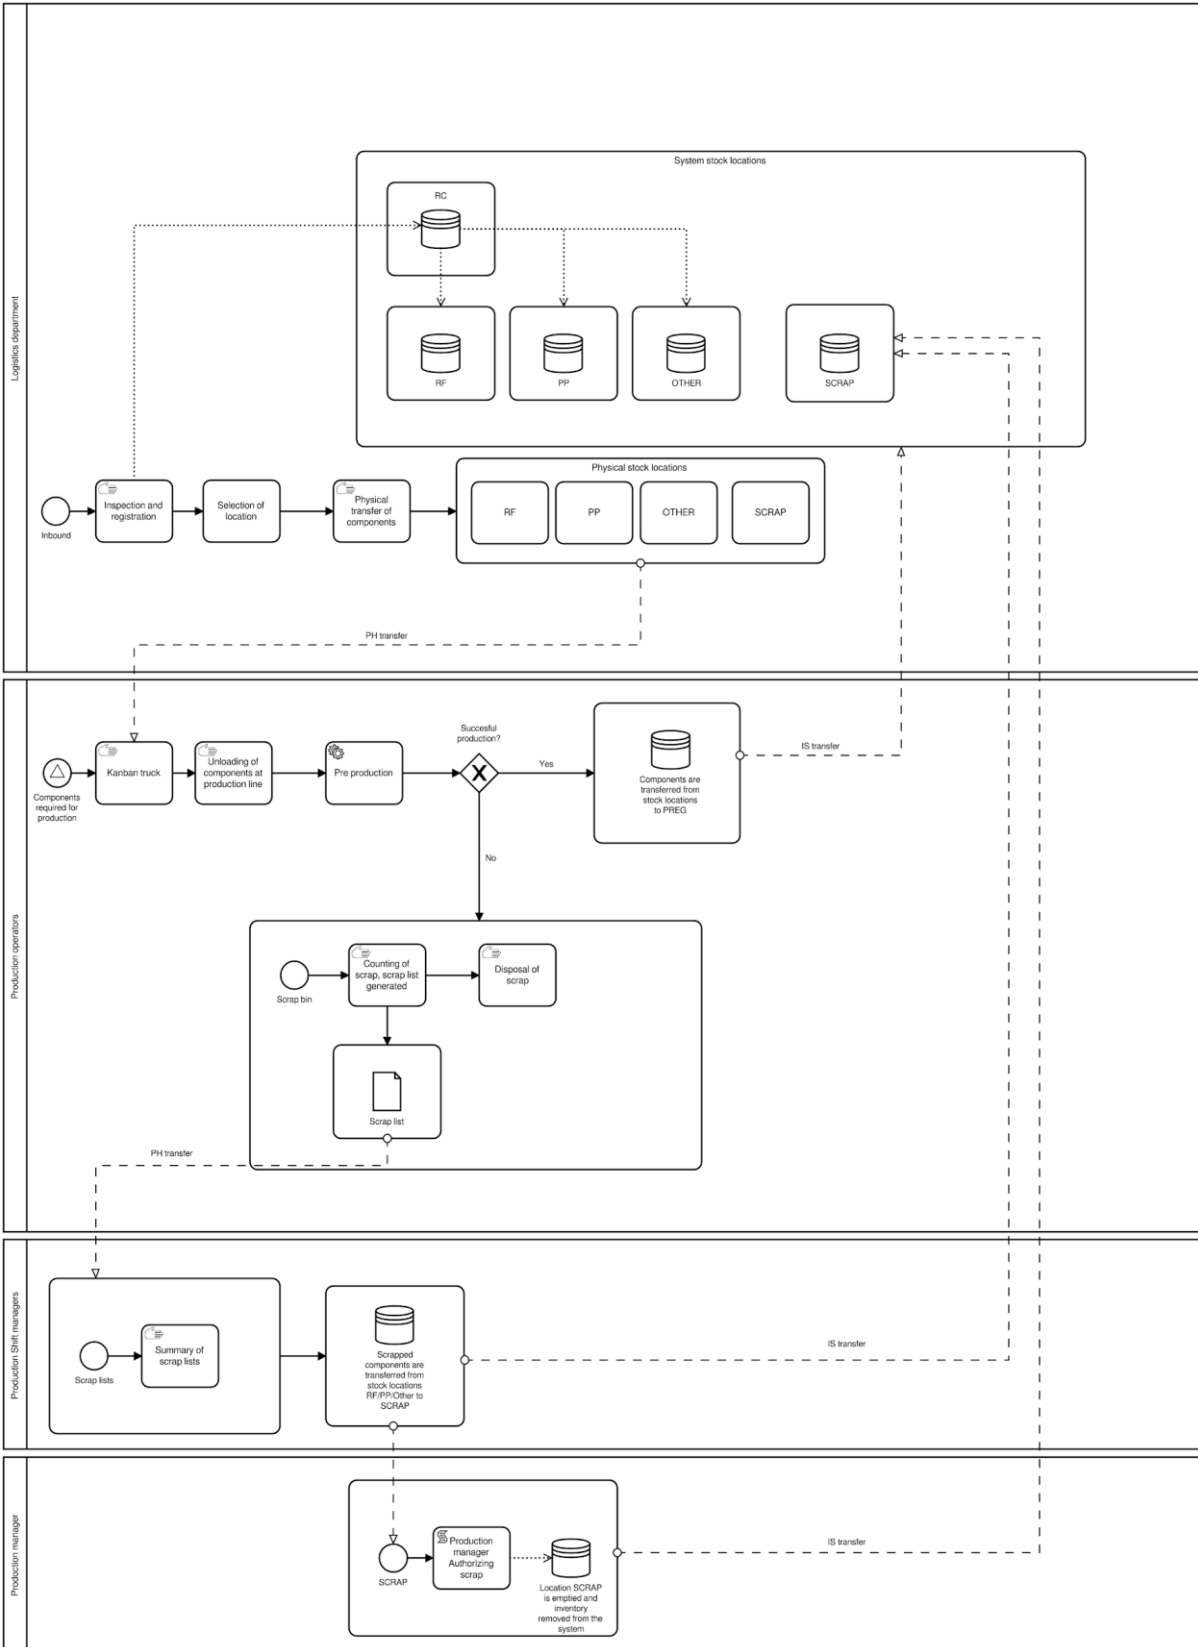 Logistics department
System stock locations
RC
RF
PP
OTHER
SCRAP
Inbound
Inspection and
registration
Selection of
location
Physical
transfer of
components
Physical stock locations
RF
PP
OTHER
SCRAP
PH transfer
Production operators
Components
required for
production
Kanban truck
Unloading of
components at
production line
Pre production
Succesful
production?
Yes
No
Components are
transferred from
stock locations
to PREG
IS transfer
Scrap bin
Counting of
scrap, scrap list
generated
Disposal of
scrap
Scrap list
PH transfer
Production Shift managers
Scrap lists
Summary of
scrap lists
Scrapped
components are
transferred from
stock locations
RF/PP/Other to
SCRAP
IS transfer
Prodoction manager
SCRAP
Production
manager
Authorizing
scrap
Location SCRAP
is emptied and
inventory
removed from the
system
IS transfer